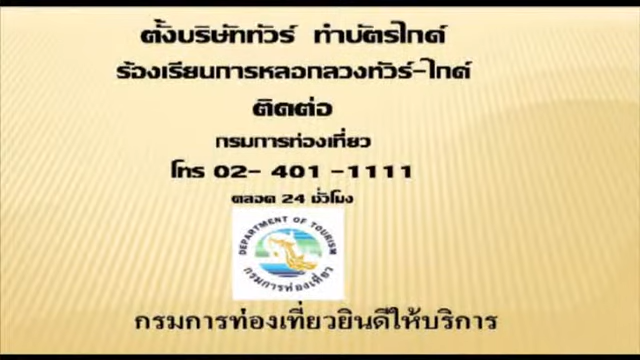 ตั้งบริษัททัวร์ ทำบัตรไกด์
ร้องเรียนการหลอกลวงทัวร์-ไกด์
ติดต่อ
กรมการท่องเที่ยว
โทร 02- 401 -1111
ตลอด 24 ชั่วโมง
DEPARTMENT OF TOURISM
กรมการท่องเที่ยว
กรมการท่องเที่ยวยินดีให้บริการ